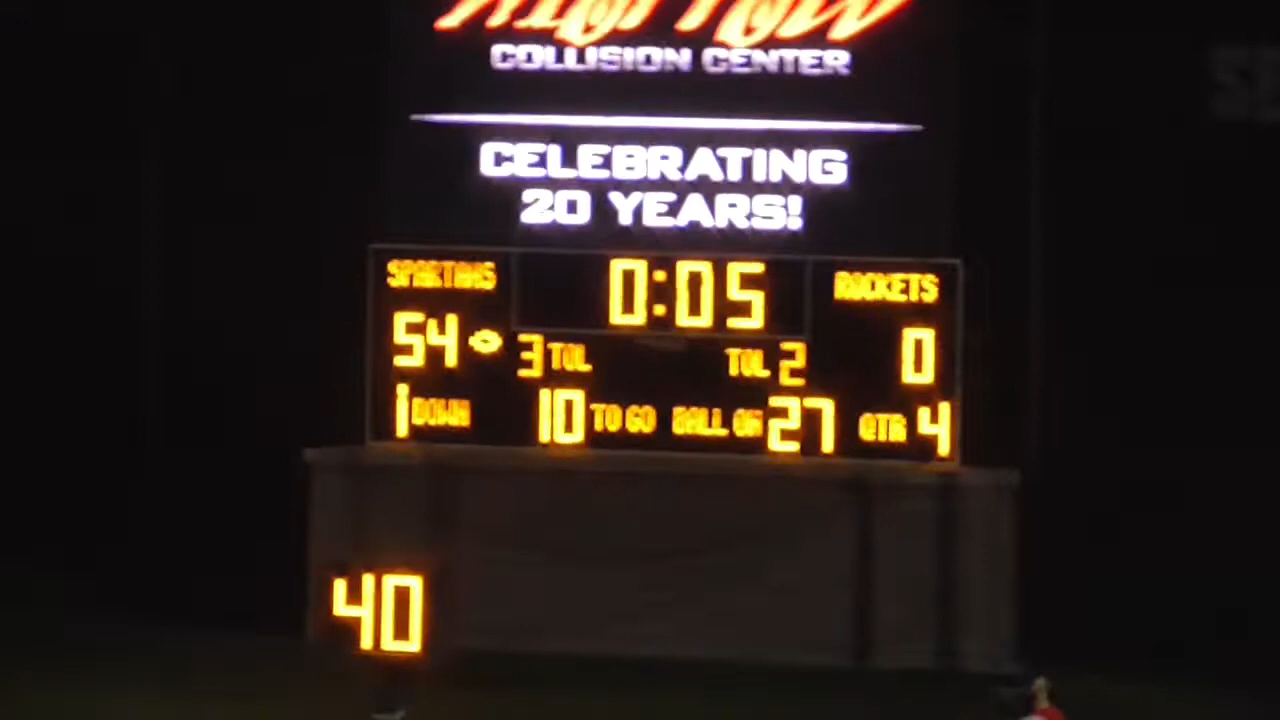 COLLISION CENTER
CELEBRATING
20 YEARS!
SPARTANS 0:05 ROCKETS
54 3 TOL TOL 2 0
1 DOWN 10 TO GO BALL ON 27 QTR 4
40